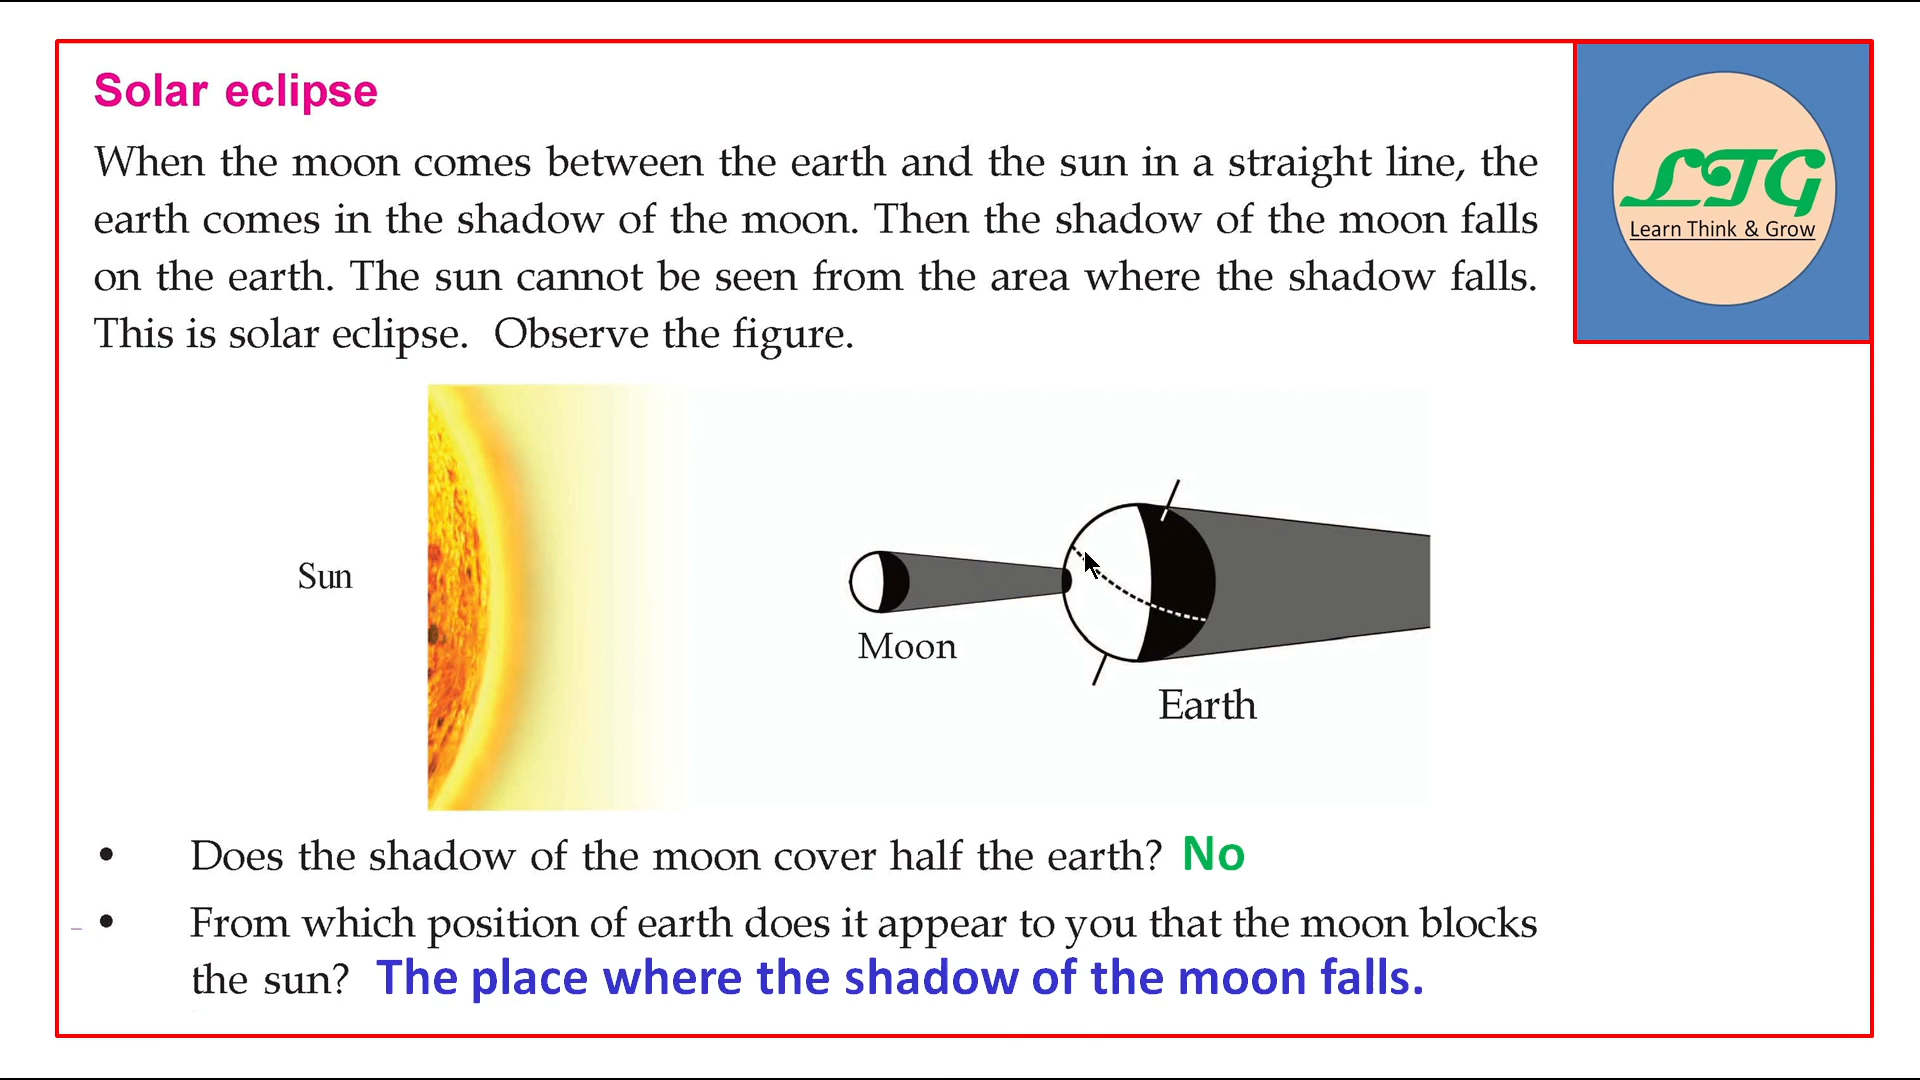 Solar eclipse
When the moon comes between the earth and the sun in a straight line, the
earth comes in the shadow of the moon. Then the shadow of the moon falls
on the earth. The sun cannot be seen from the area where the shadow falls.
This is solar eclipse. Observe the figure.
LTG
Learn Think & Grow
Sun
Moon
Earth
• Does the shadow of the moon cover half the earth? No
• From which position of earth does it appear to you that the moon blocks
the sun? The place where the shadow of the moon falls.